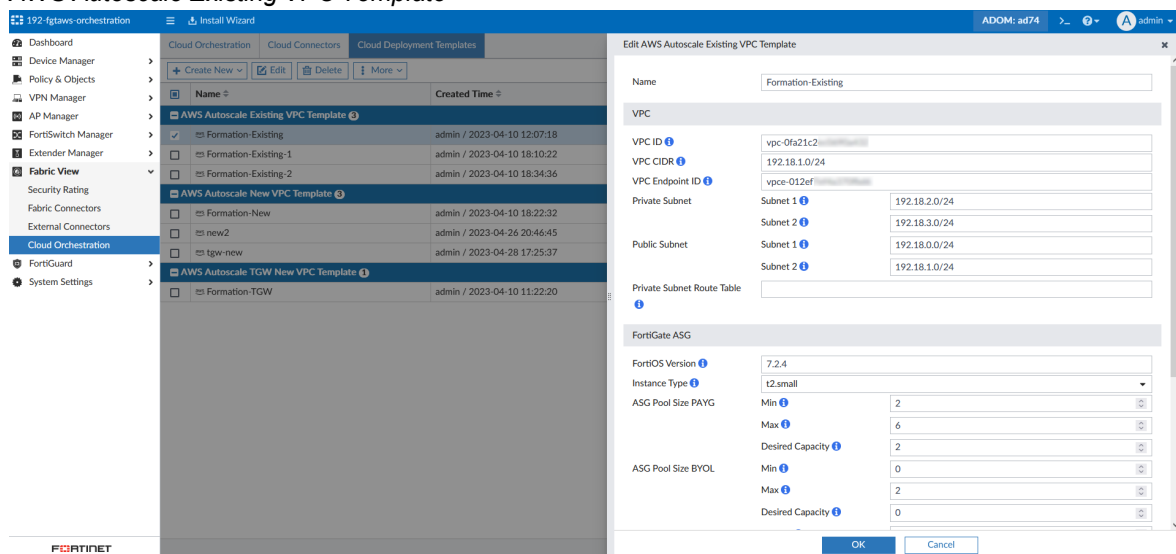 AWS Autoscale Existing VPC Template
192-fgtaws-orchestration
Install Wizard
ADOM: ad74
>_
?
A admin
Dashboard
Device Manager
Policy & Objects
VPN Manager
AP Manager
FortiSwitch Manager
Extender Manager
Fabric View
Security Rating
Fabric Connectors
External Connectors
Cloud Orchestration
FortiGuard
System Settings
FORTINET
Cloud Orchestration Cloud Connectors Cloud Deployment Templates
+ Create New Edit Delete More
Name Created Time
AWS Autoscale Existing VPC Template 3
Formation-Existing admin / 2023-04-10 12:07:18
Formation-Existing-1 admin / 2023-04-10 18:10:22
Formation-Existing-2 admin / 2023-04-10 18:34:36
AWS Autoscale New VPC Template 3
Formation-New admin / 2023-04-10 18:22:32
new2 admin / 2023-04-26 20:46:45
tgw-new admin / 2023-04-28 17:25:37
AWS Autoscale TGW New VPC Template 1
Formation-TGW admin / 2023-04-10 11:22:20
Edit AWS Autoscale Existing VPC Template
Name Formation-Existing
VPC
VPC ID vpc-0fa21c2
VPC CIDR 192.18.1.0/24
VPC Endpoint ID vpce-012ef
Private Subnet Subnet 1 192.18.2.0/24
Subnet 2 192.18.3.0/24
Public Subnet Subnet 1 192.18.0.0/24
Subnet 2 192.18.1.0/24
Private Subnet Route Table
FortiGate ASG
FortiOS Version 7.2.4
Instance Type t2.small
ASG Pool Size PAYG Min 2
Max 6
Desired Capacity 2
ASG Pool Size BYOL Min 0
Max 2
Desired Capacity 0
OK Cancel